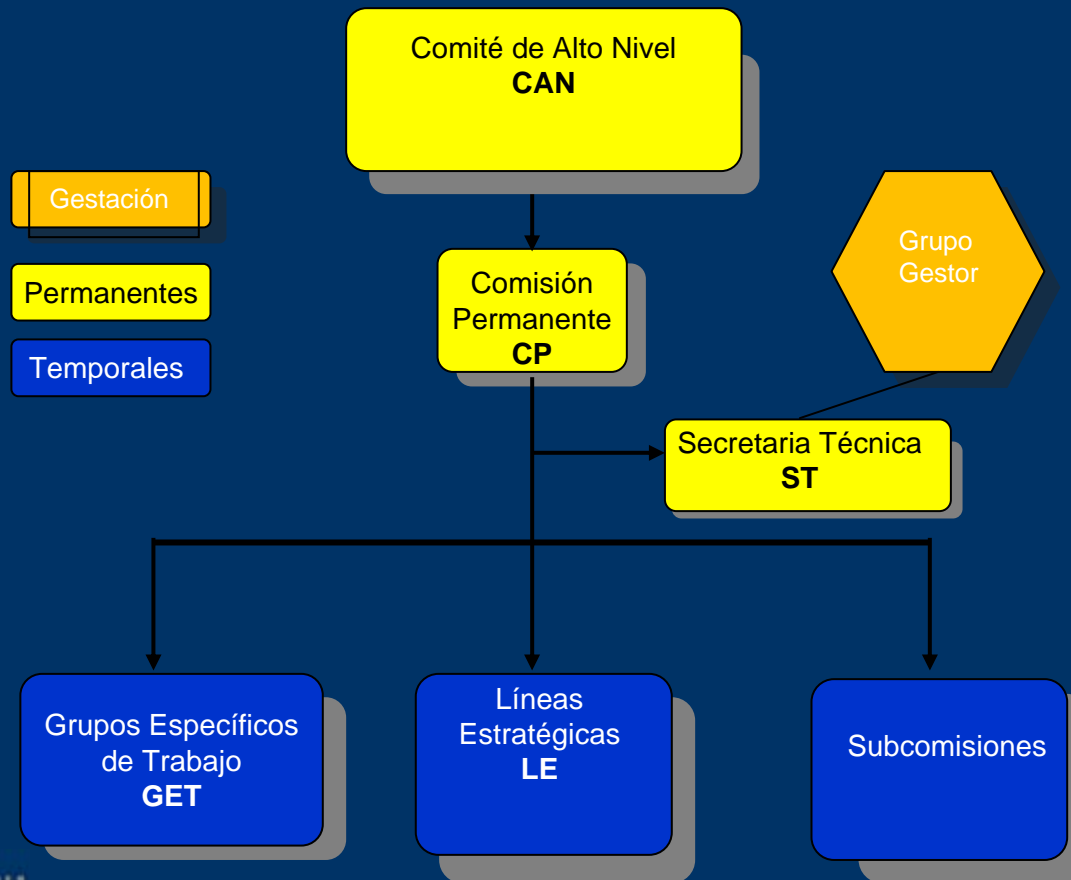 Comité de Alto Nivel
CAN
Gestación
Permanentes
Temporales
Comisión
Permanente
CP
Grupo
Gestor
Secretaria Técnica
ST
Grupos Específicos
de Trabajo
GET
Líneas
Estratégicas
LE
Subcomisiones